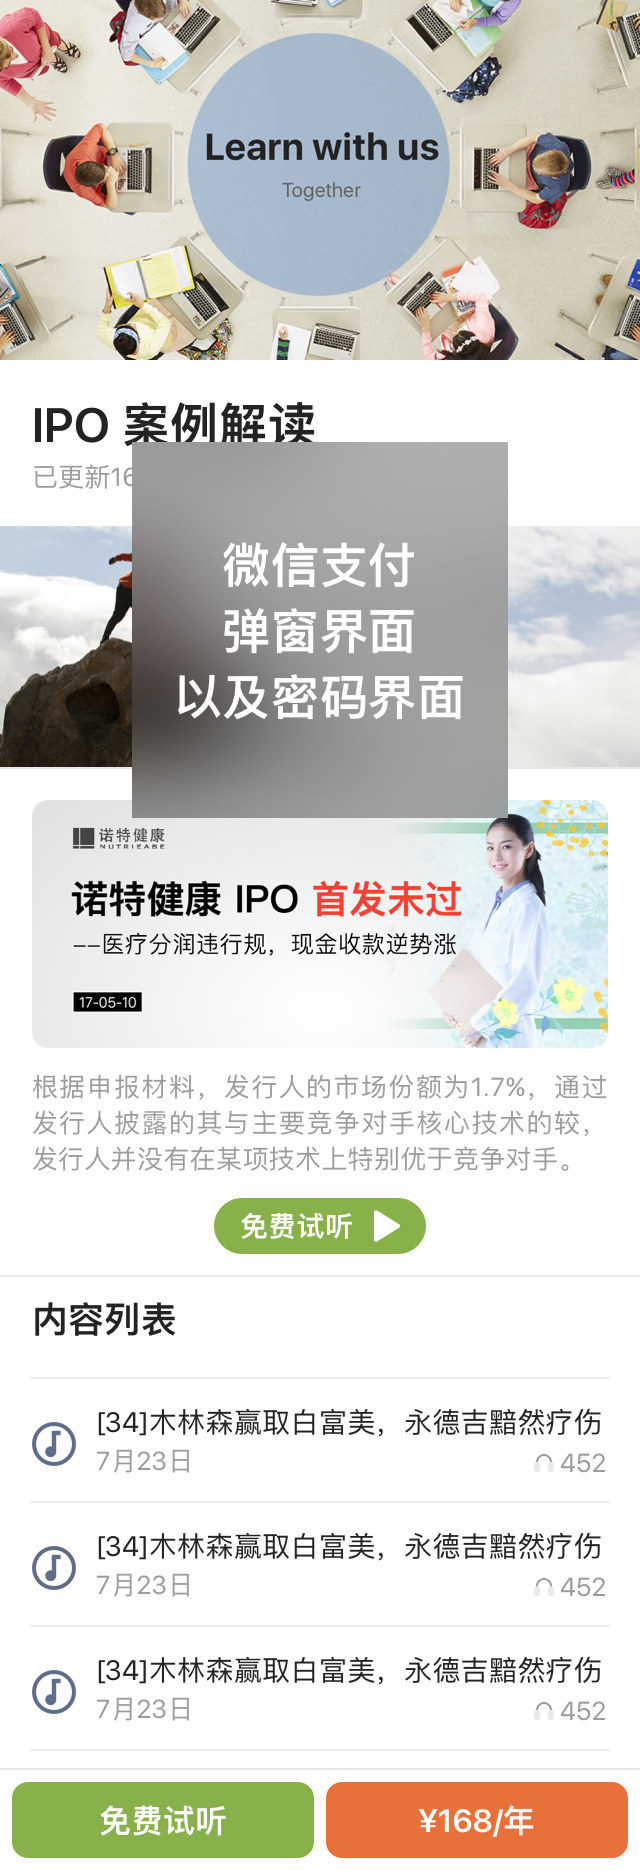 Learn with us
Together
IPO 案例解读
已更新16
微信支付
弹窗界面
以及密码界面
诺特健康
NUTRIEABE
诺特健康 IPO 首发未过
––医疗分润违行规，现金收款逆势涨
17-05-10
根据申报材料，发行人的市场份额为1.7%，通过
发行人披露的其与主要竞争对手核心技术的较，
发行人并没有在某项技术上特别优于竞争对手。
免费试听
内容列表
[34]木林森赢取白富美，永德吉黯然疗伤
7月23日 452
[34]木林森赢取白富美，永德吉黯然疗伤
7月23日 452
[34]木林森赢取白富美，永德吉黯然疗伤
7月23日 452
免费试听 ¥168/年